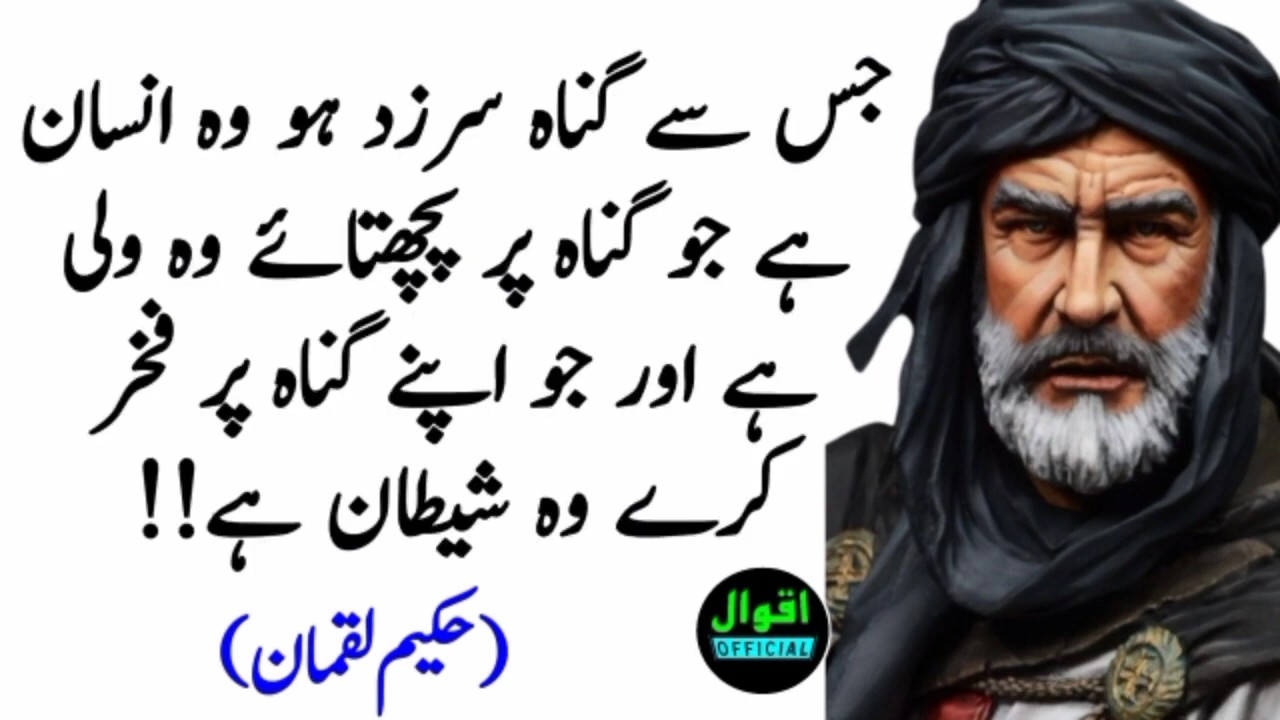 جس سے گناہ سرزد ہو وہ انسان
ہے جو گناہ پر پچھتائے وہ ولی
ہے اور جو اپنے گناہ پر فخر
کرے وہ شیطان ہے!!
(حکیم لقمان)
اقوال
OFFICIAL